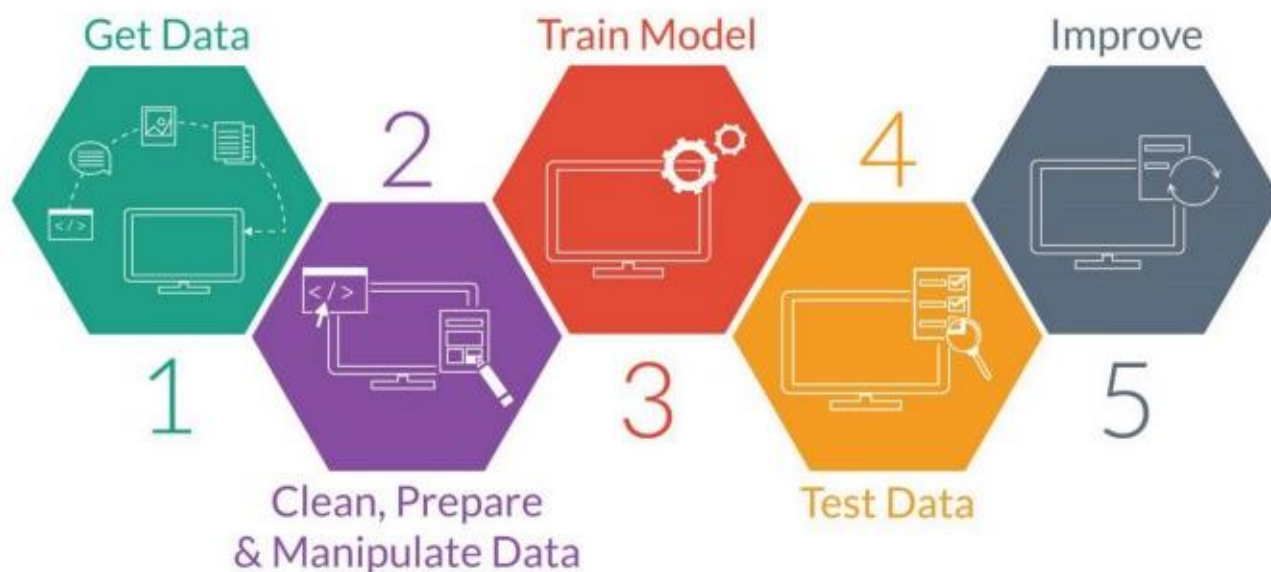 Get Data
1
2
Clean, Prepare
& Manipulate Data
Train Model
3
4
Test Data
Improve
5
</>
</>